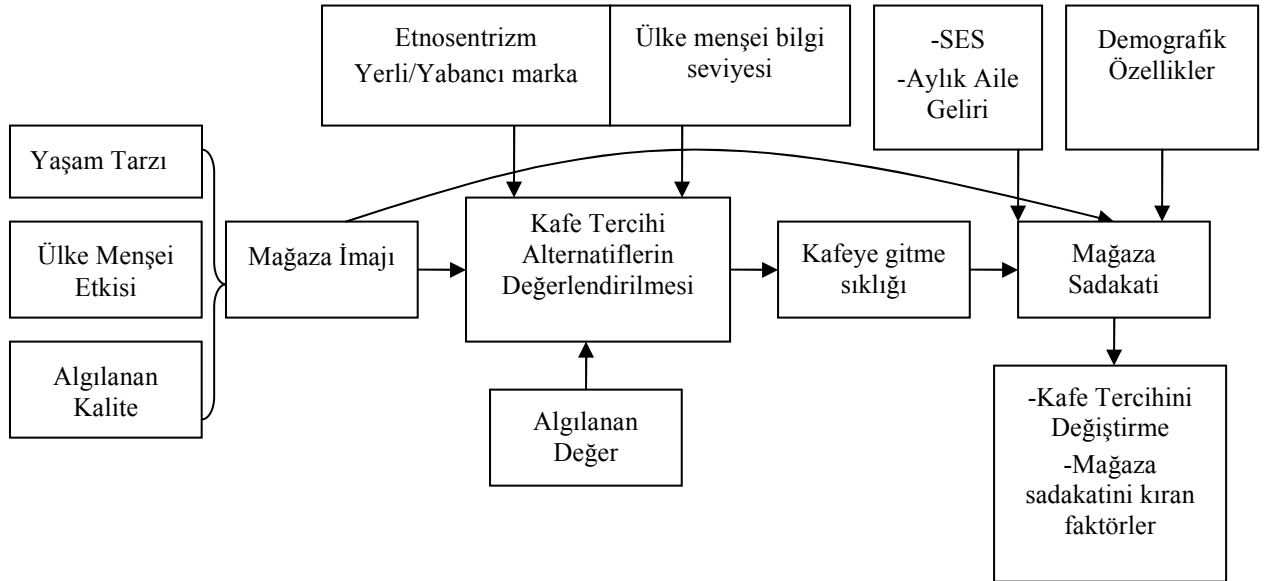 Etnosentrizm
Yerli/Yabancı marka
Ülke menşei bilgi
seviyesi
-SES
-Aylık Aile
Geliri
Demografik
Özellikler
Yaşam Tarzı
Ülke Menşei
Etkisi
Algılanan
Kalite
Mağaza İmajı
Kafe Tercihi
Alternatiflerin
Değerlendirilmesi
Kafeye gitme
sıklığı
Mağaza
Sadakati
Algılanan
Değer
-Kafe Tercihini
Değiştirme
-Mağaza
sadakatini kıran
faktörler